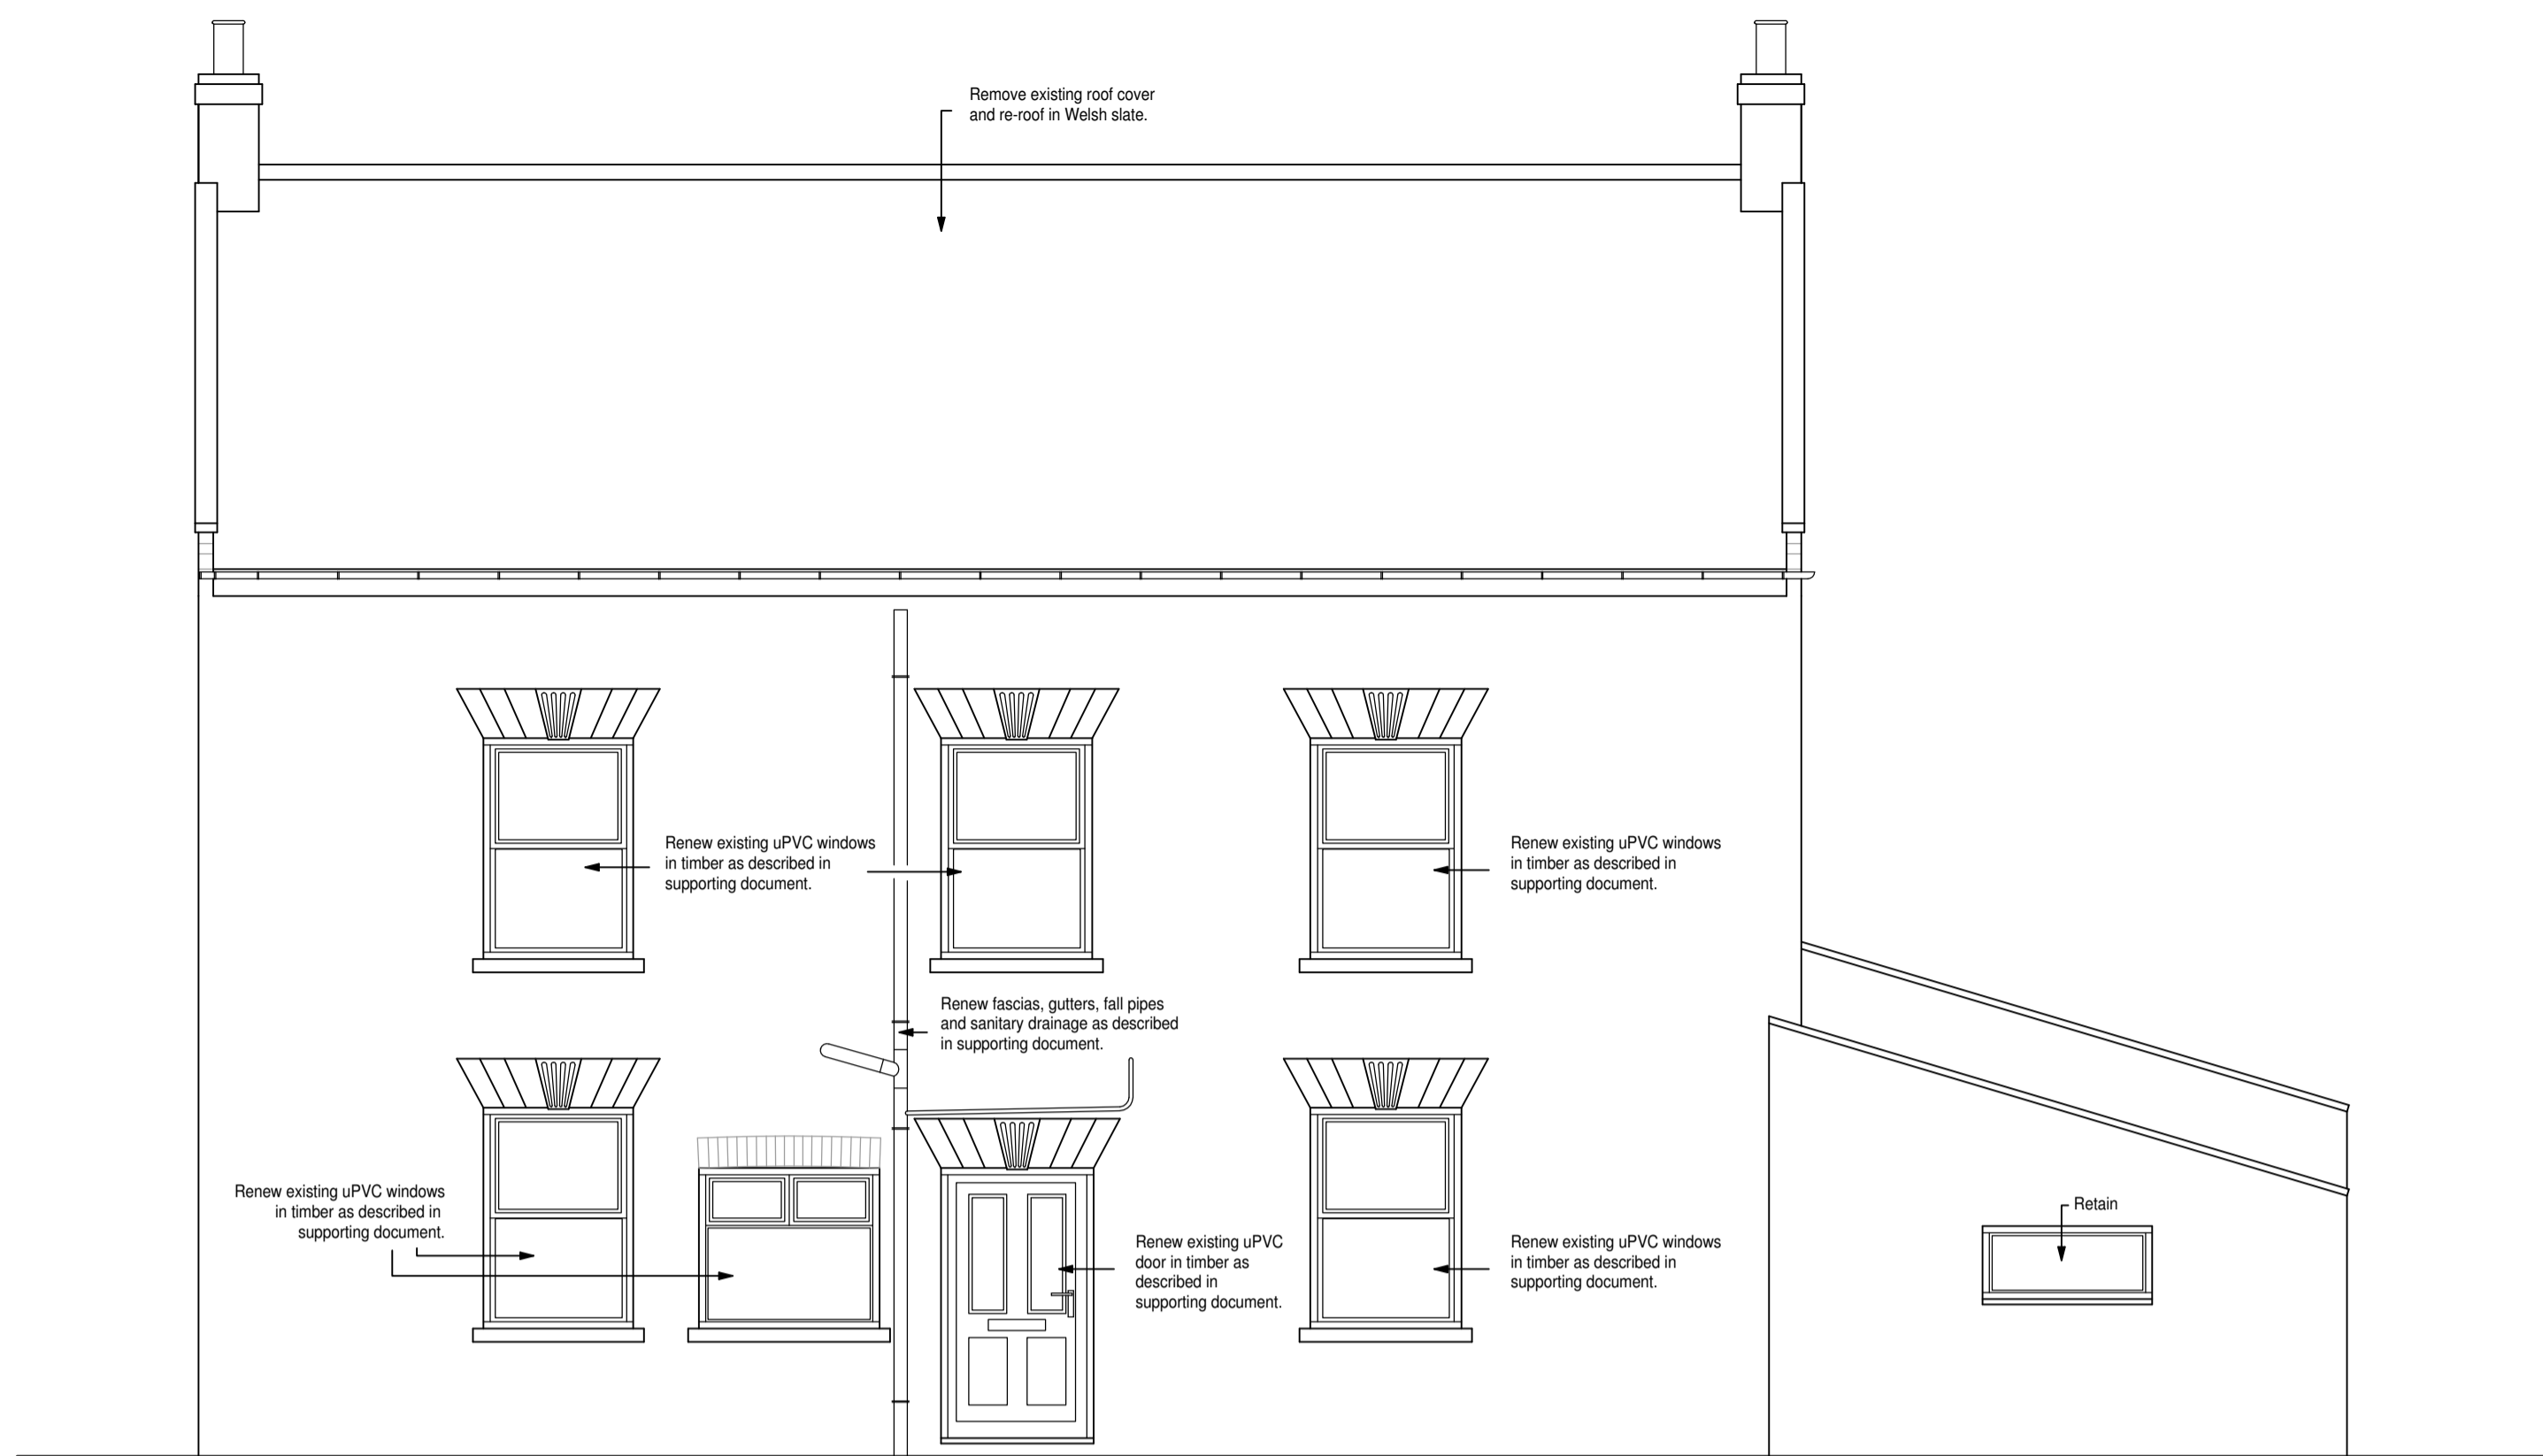 Remove existing roof cover
and re-roof in Welsh slate.
Renew existing uPVC windows
in timber as described in
supporting document.
Renew existing uPVC windows
in timber as described in
supporting document.
Renew fascias, gutters, fall pipes
and sanitary drainage as described
in supporting document.
Renew existing uPVC windows
in timber as described in
supporting document.
Renew existing uPVC
door in timber as
described in
supporting document.
Renew existing uPVC windows
in timber as described in
supporting document.
Retain